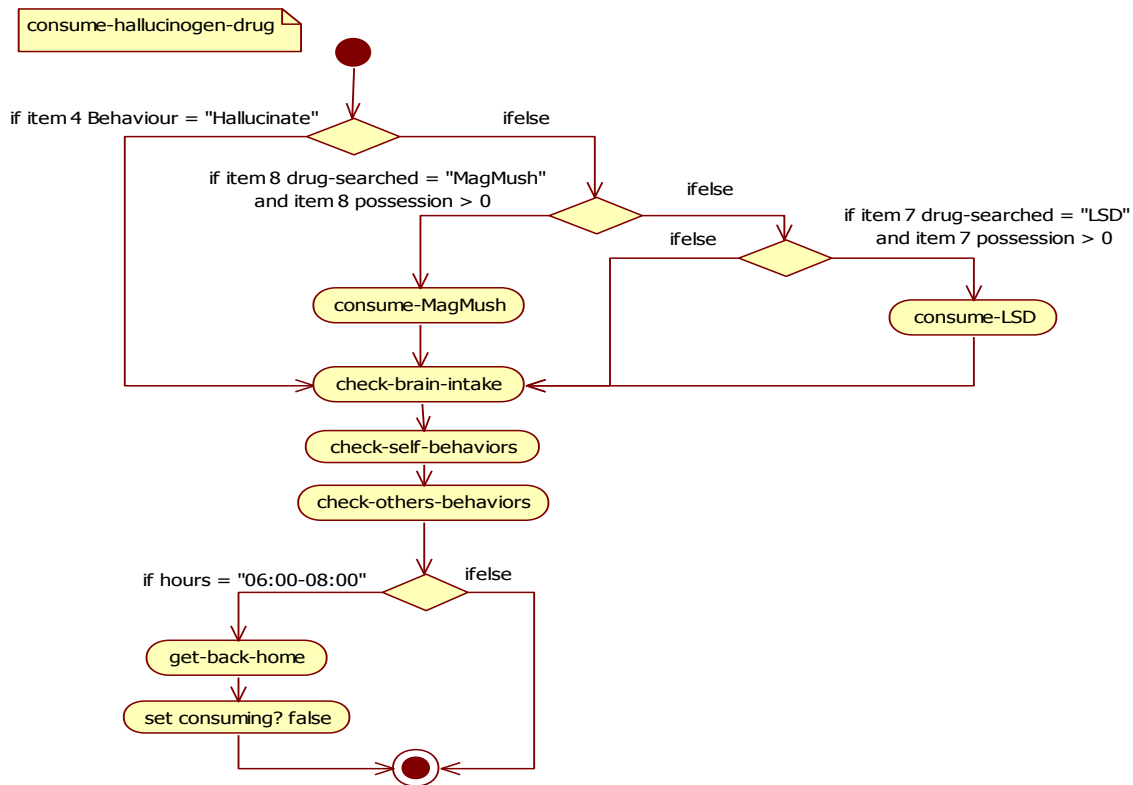 consume-hallucinogen-drug
if item 4 Behaviour = "Hallucinate"
ifelse
if item 8 drug-searched = "MagMush"
and item 8 possession > 0
ifelse
if item 7 drug-searched = "LSD"
and item 7 possession > 0
ifelse
consume-MagMush
consume-LSD
check-brain-intake
check-self-behaviors
check-others-behaviors
if hours = "06:00-08:00"
ifelse
get-back-home
set consuming? false